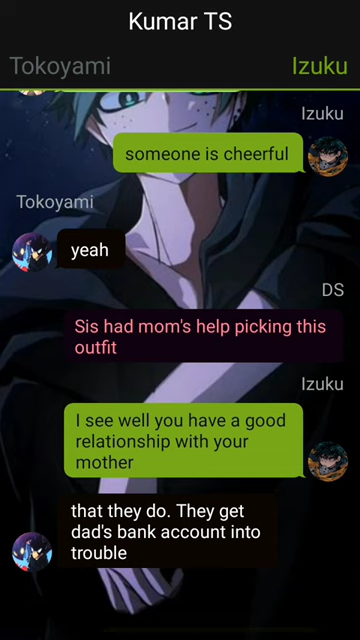 Kumar TS
Tokoyami
Izuku
Izuku
someone is cheerful
Tokoyami
yeah
DS
Sis had mom's help picking this
outfit
Izuku
I see well you have a good
relationship with your
mother
that they do. They get
dad's bank account into
trouble